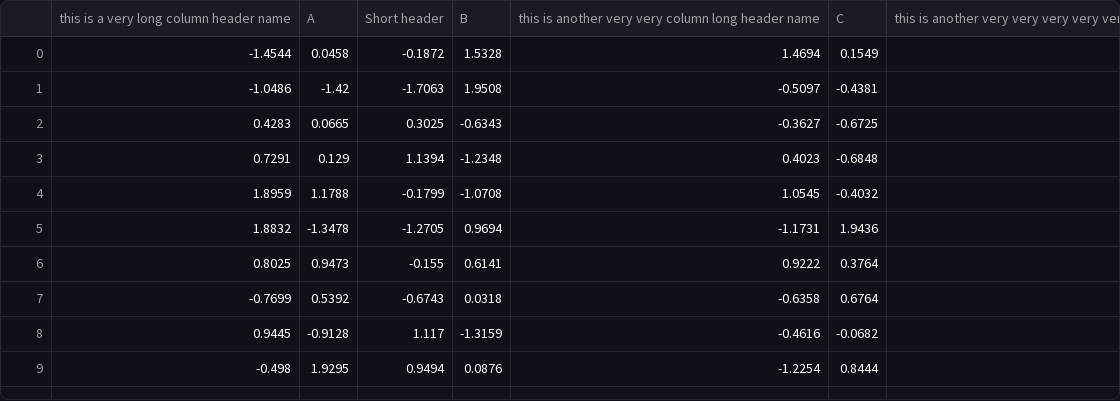 this is a very long column header name A Short header B this is another very very column long header name C this is another very very very very
0 -1.4544 0.0458 -0.1872 1.5328 1.4694 0.1549
1 -1.0486 -1.42 -1.7063 1.9508 -0.5097 -0.4381
2 0.4283 0.0665 0.3025 -0.6343 -0.3627 -0.6725
3 0.7291 0.129 1.1394 -1.2348 0.4023 -0.6848
4 1.8959 1.1788 -0.1799 -1.0708 1.0545 -0.4032
5 1.8832 -1.3478 -1.2705 0.9694 -1.1731 1.9436
6 0.8025 0.9473 -0.155 0.6141 0.9222 0.3764
7 -0.7699 0.5392 -0.6743 0.0318 -0.6358 0.6764
8 0.9445 -0.9128 1.117 -1.3159 -0.4616 -0.0682
9 -0.498 1.9295 0.9494 0.0876 -1.2254 0.8444